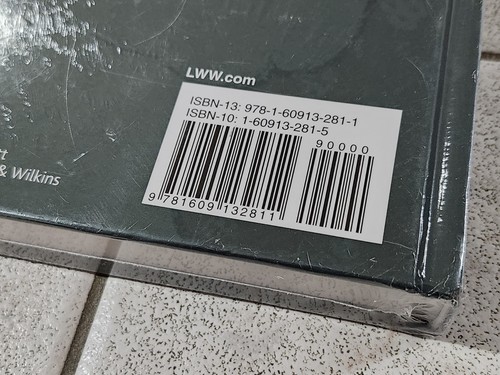 LWW.com
ISBN-13: 978-1-60913-281-1
ISBN-10: 1-60913-281-5
90000
9 781609 132811
& Wilkins